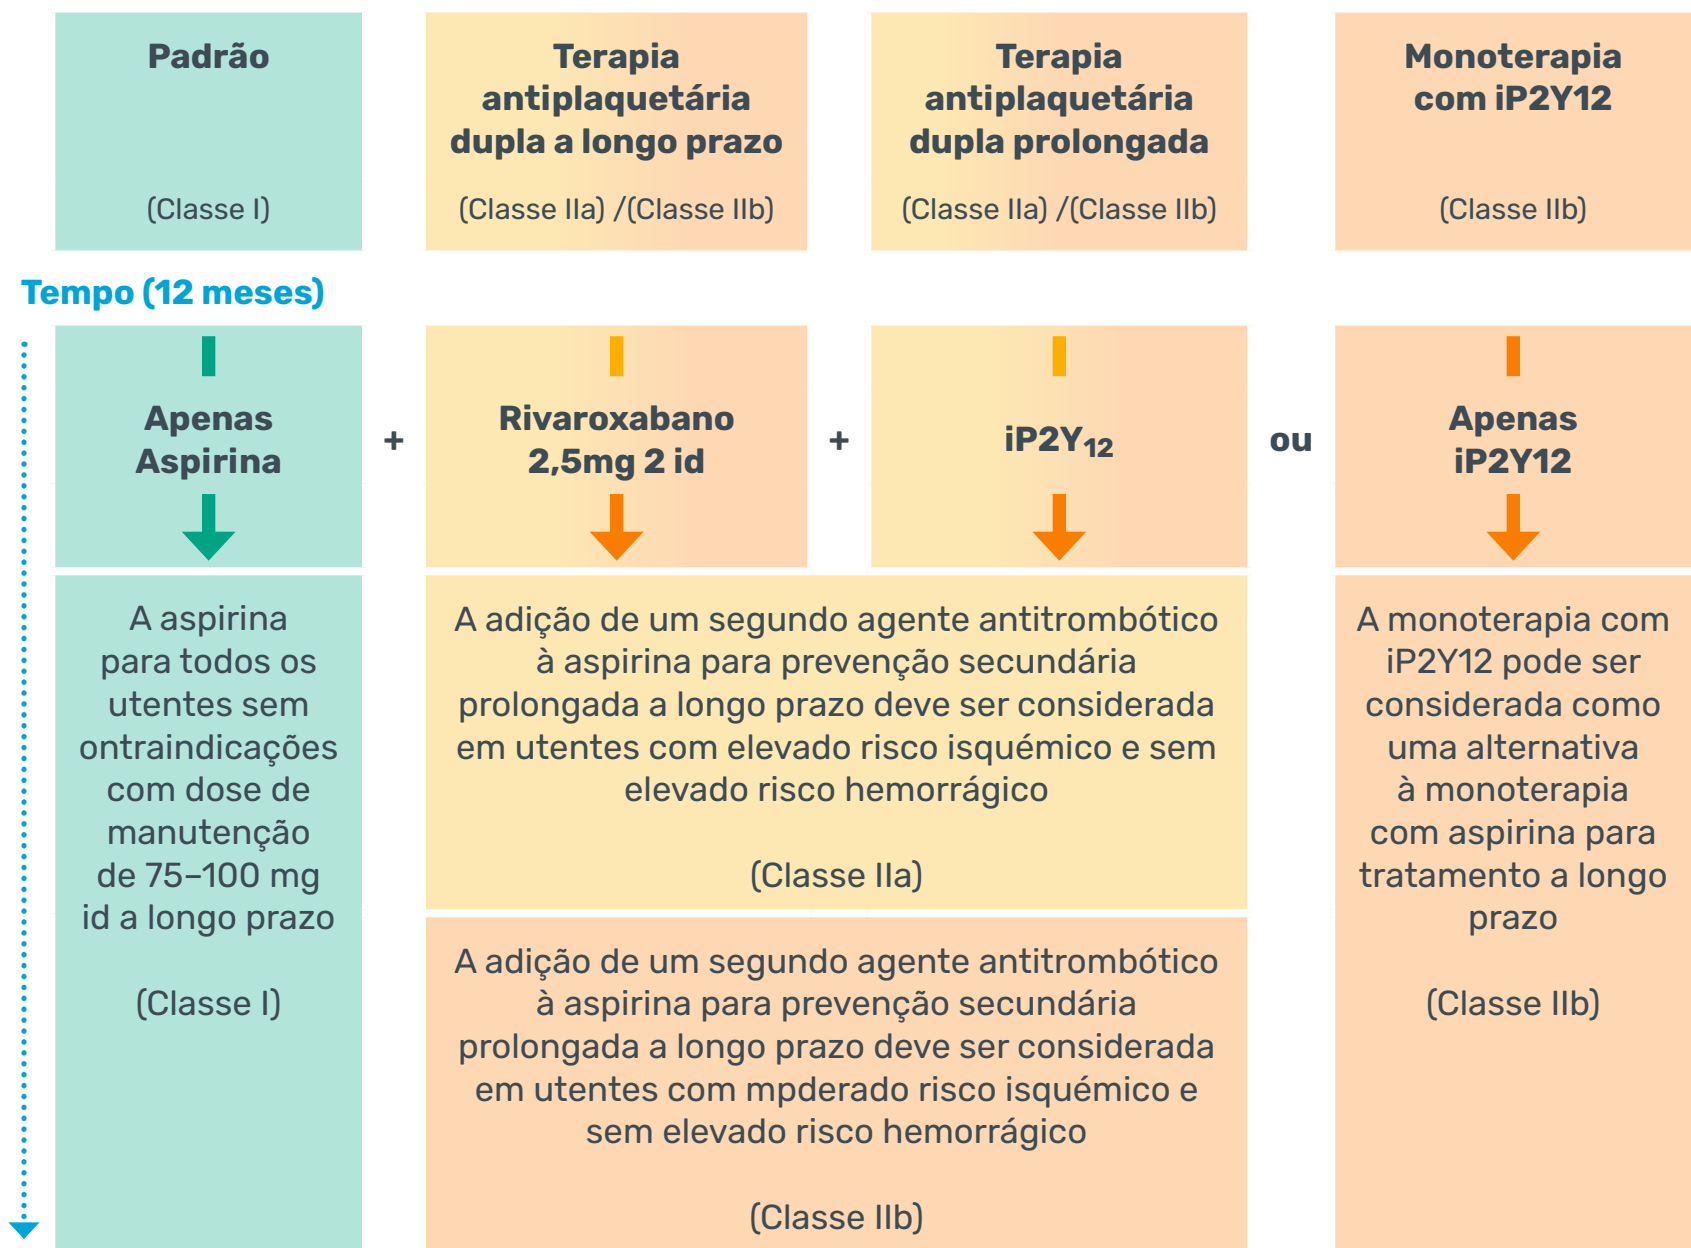 Padrão
(Classe I)
Terapia
antiplaquetária
dupla a longo prazo
(Classe IIa) /(Classe IIb)
Terapia
antiplaquetária
dupla prolongada
(Classe IIa) /(Classe IIb)
Monoterapia
com iP2Y12
(Classe IIb)
Tempo (12 meses)
Apenas
Aspirina
+
Rivaroxabano
2,5mg 2 id
+
iP2Y₁₂
ou
Apenas
iP2Y12
A aspirina
para todos os
utentes sem
ontraindicações
com dose de
manutenção
de 75–100 mg
id a longo prazo
(Classe I)
A adição de um segundo agente antitrombótico
à aspirina para prevenção secundária
prolongada a longo prazo deve ser considerada
em utentes com elevado risco isquémico e sem
elevado risco hemorrágico
(Classe IIa)
A adição de um segundo agente antitrombótico
à aspirina para prevenção secundária
prolongada a longo prazo deve ser considerada
em utentes com mpderado risco isquémico e
sem elevado risco hemorrágico
(Classe IIb)
A monoterapia com
iP2Y12 pode ser
considerada como
uma alternativa
à monoterapia
com aspirina para
tratamento a longo
prazo
(Classe IIb)